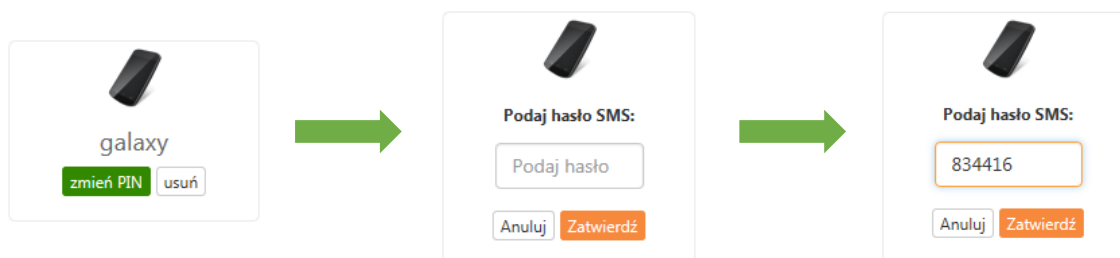 galaxy
zmień PIN usuń
Podaj hasło SMS:
Podaj hasło
Anuluj Zatwierdź
Podaj hasło SMS:
834416
Anuluj Zatwierdź